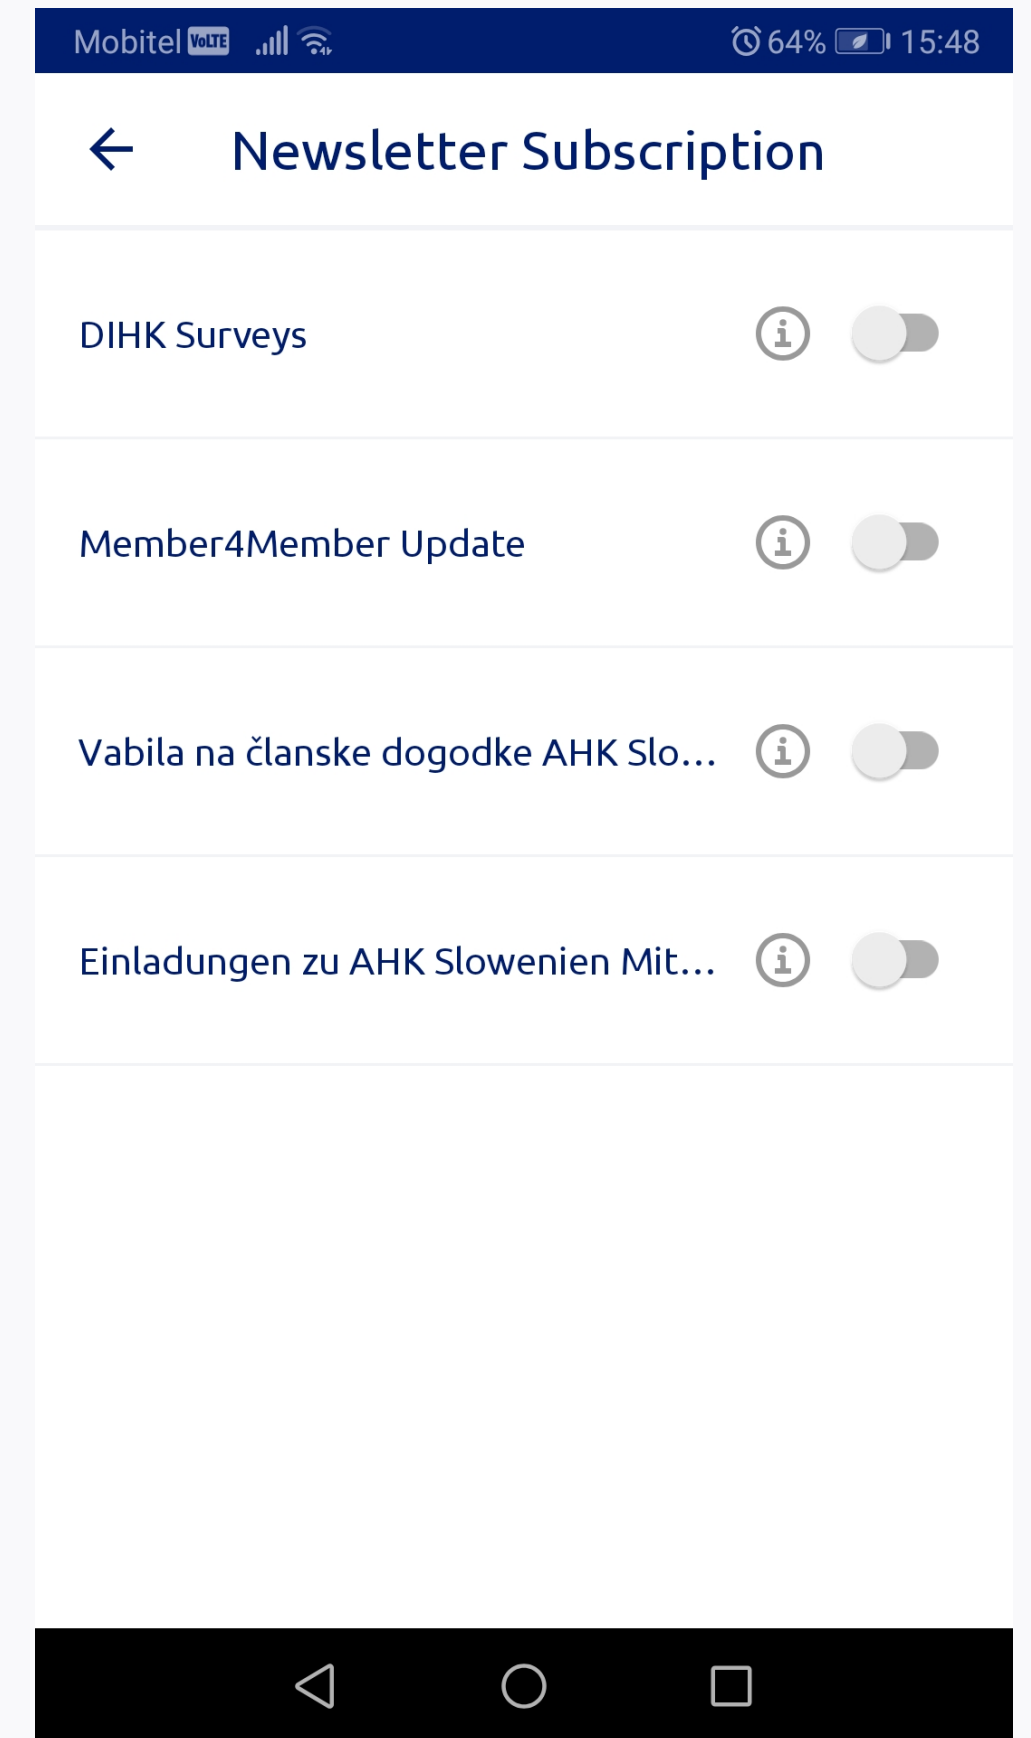 Mobitel VoLTE 64% 15:48
Newsletter Subscription
DIHK Surveys
Member4Member Update
Vabila na članske dogodke AHK Slo...
Einladungen zu AHK Slowenien Mit...